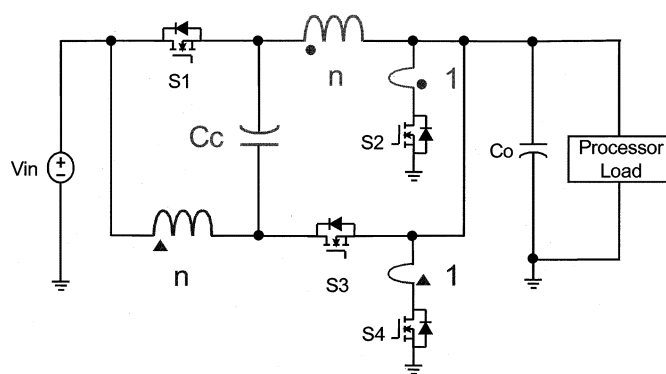 S1
n
1
S2
Cc
Co
Processor
Load
Vin
+
-
n
S3
1
S4